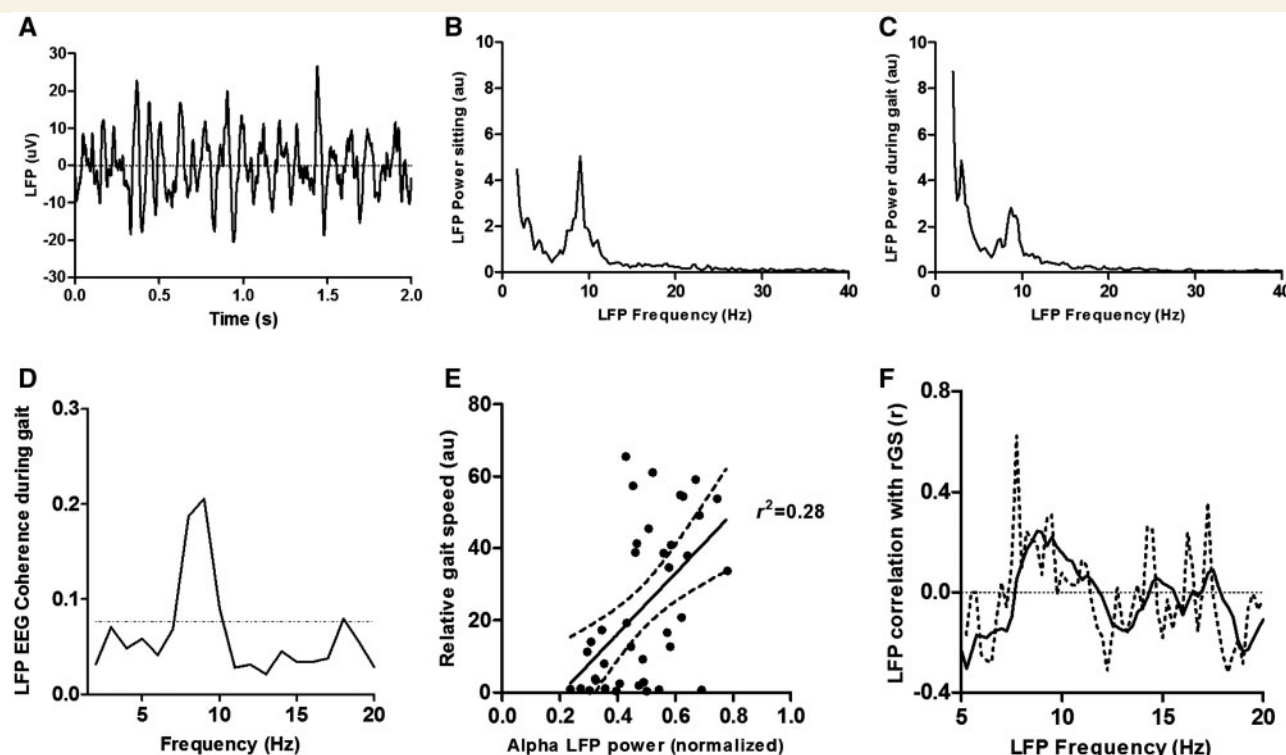 A
LFP (uV)
30
20
10
0
-10
-20
-30
0.0 0.5 1.0 1.5 2.0
Time (s)
B
LFP Power sitting (au)
10
8
6
4
2
0
0 10 20 30 40
LFP Frequency (Hz)
C
LFP Power during gait (au)
10
8
6
4
2
0
0 10 20 30 40
LFP Frequency (Hz)
D
LFP EEG Coherence during gait
0.3
0.2
0.1
0.0
5 10 15 20
Frequency (Hz)
E
Relative gait speed (au)
80
60
40
20
0
r²=0.28
0.0 0.2 0.4 0.6 0.8 1.0
Alpha LFP power (normalized)
F
LFP correlation with rGS (r)
0.8
0.4
0.0
-0.4
5 10 15 20
LFP Frequency (Hz)